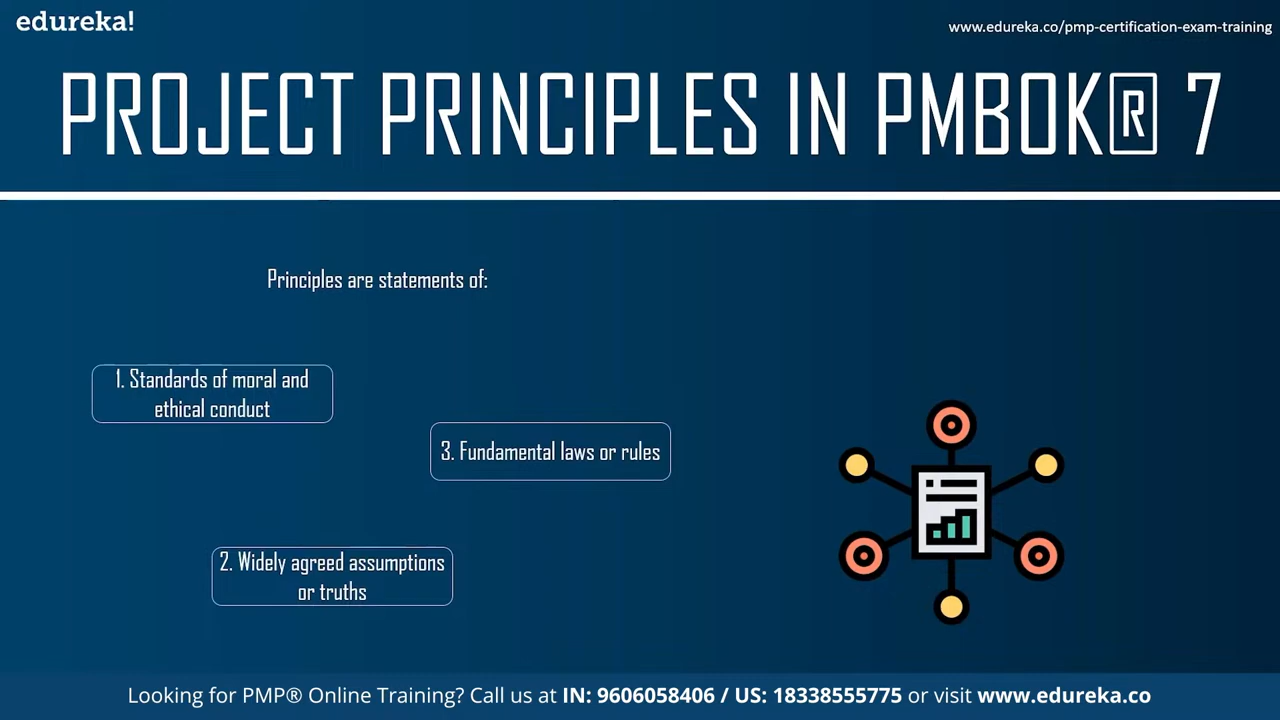 edureka!
www.edureka.co/pmp-certification-exam-training
PROJECT PRINCIPLES IN PMBOK® 7
Principles are statements of:
1. Standards of moral and
ethical conduct
3. Fundamental laws or rules
2. Widely agreed assumptions
or truths
Looking for PMP® Online Training? Call us at IN: 9606058406 / US: 18338555775 or visit www.edureka.co